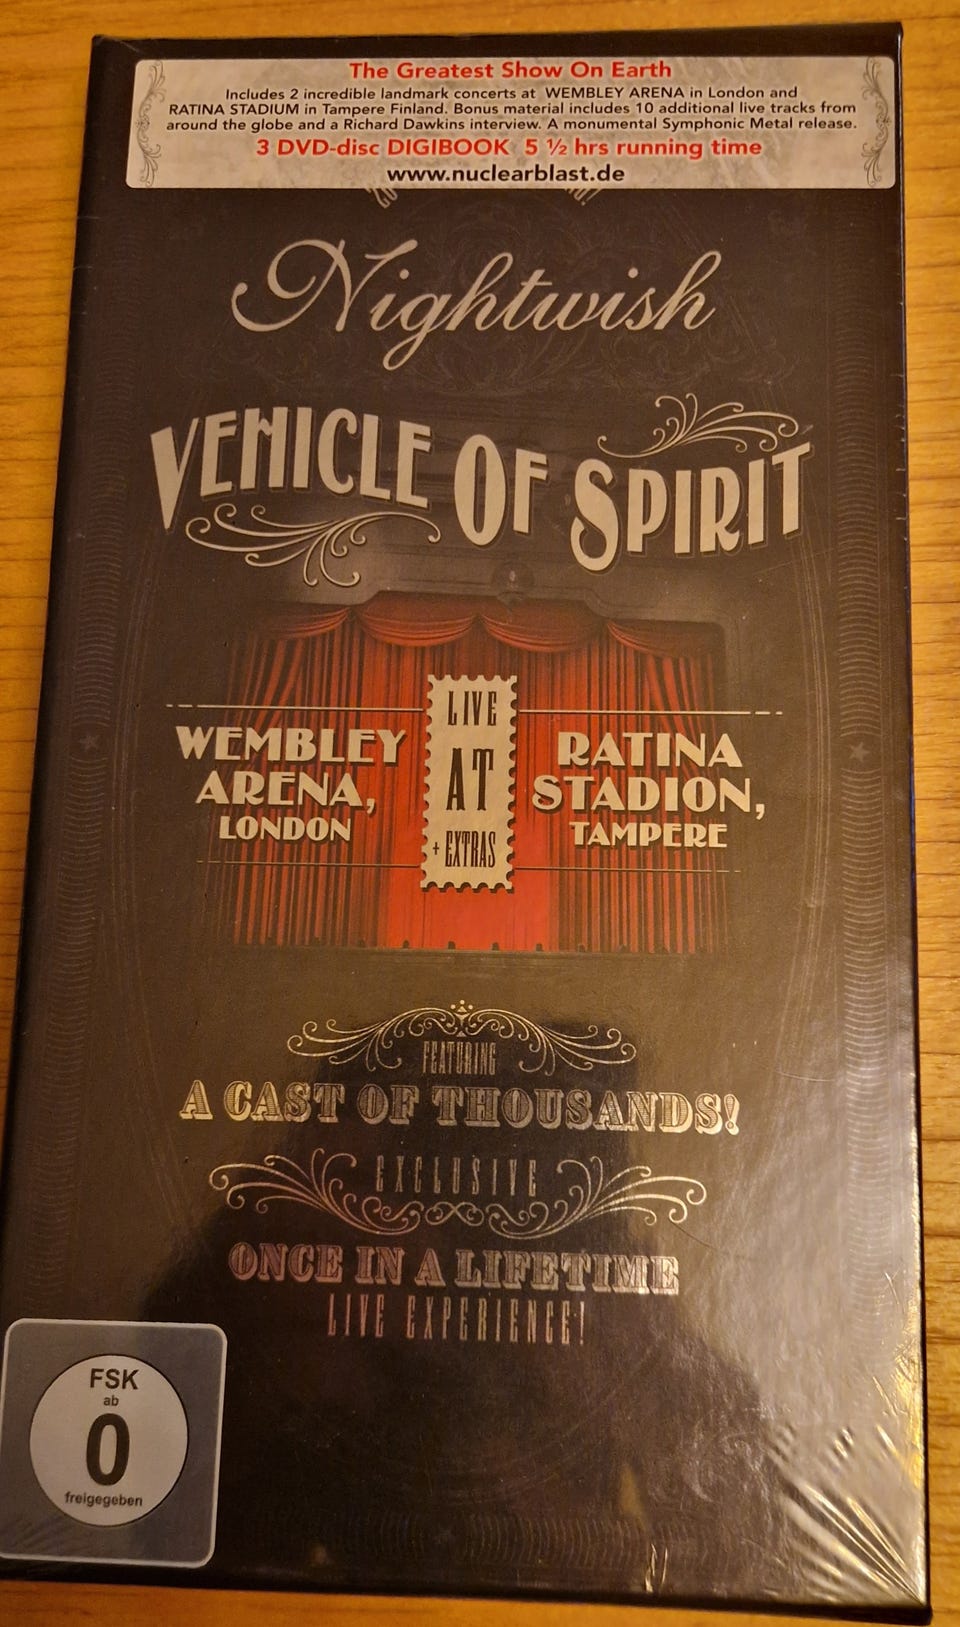 The Greatest Show On Earth
Includes 2 incredible landmark concerts at WEMBLEY ARENA in London and
RATINA STADIUM in Tampere Finland. Bonus material includes 10 additional live tracks from
around the globe and a Richard Dawkins interview. A monumental Symphonic Metal release.
3 DVD-disc DIGIBOOK 5 ½ hrs running time
www.nuclearblast.de
Nightwish
VEHICLE OF SPIRIT
LIVE
AT
+ EXTRAS
WEMBLEY
ARENA,
LONDON
RATINA
STADION,
TAMPERE
FEATURING
A CAST OF THOUSANDS!
EXCLUSIVE
ONCE IN A LIFETIME
LIVE EXPERIENCE!
FSK
ab
0
freigegeben